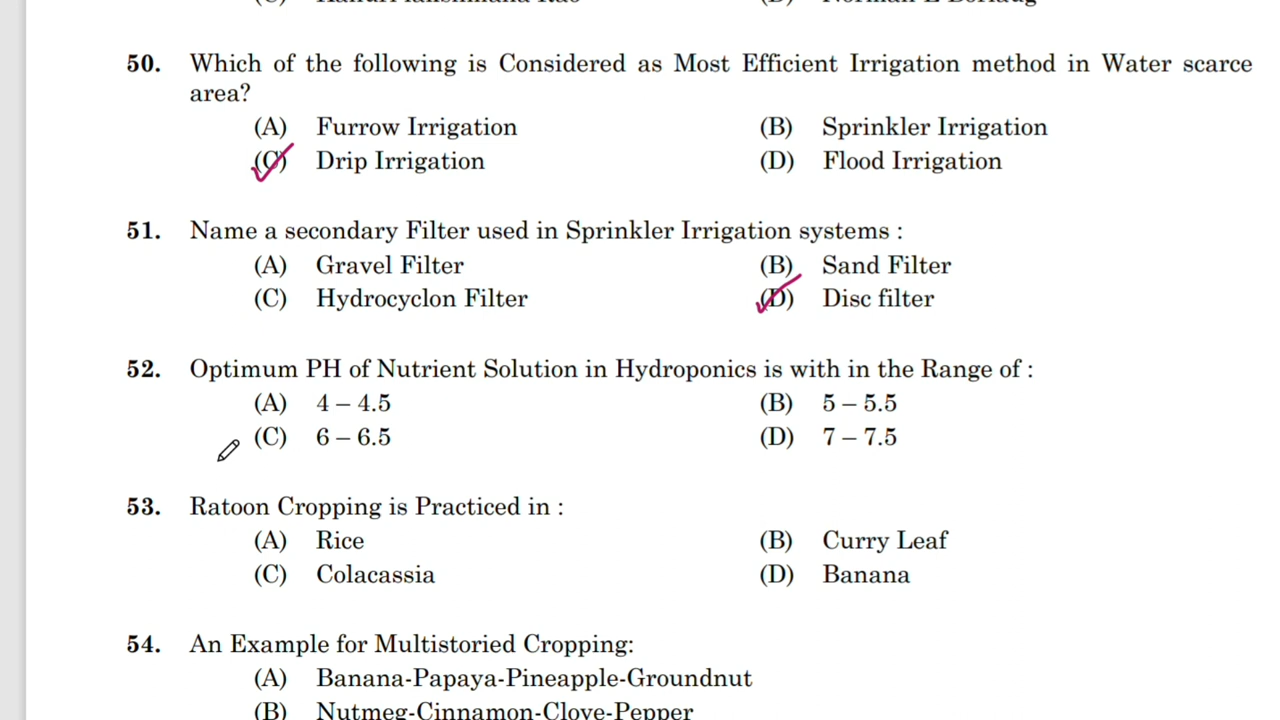 50. Which of the following is Considered as Most Efficient Irrigation method in Water scarce
area?
(A) Furrow Irrigation (B) Sprinkler Irrigation
(C) Drip Irrigation (D) Flood Irrigation
51. Name a secondary Filter used in Sprinkler Irrigation systems :
(A) Gravel Filter (B) Sand Filter
(C) Hydrocyclon Filter (D) Disc filter
52. Optimum PH of Nutrient Solution in Hydroponics is with in the Range of :
(A) 4 – 4.5 (B) 5 – 5.5
(C) 6 – 6.5 (D) 7 – 7.5
53. Ratoon Cropping is Practiced in :
(A) Rice (B) Curry Leaf
(C) Colacassia (D) Banana
54. An Example for Multistoried Cropping:
(A) Banana-Papaya-Pineapple-Groundnut
(B) Nutmeg-Cinnamon-Clove-Pepper